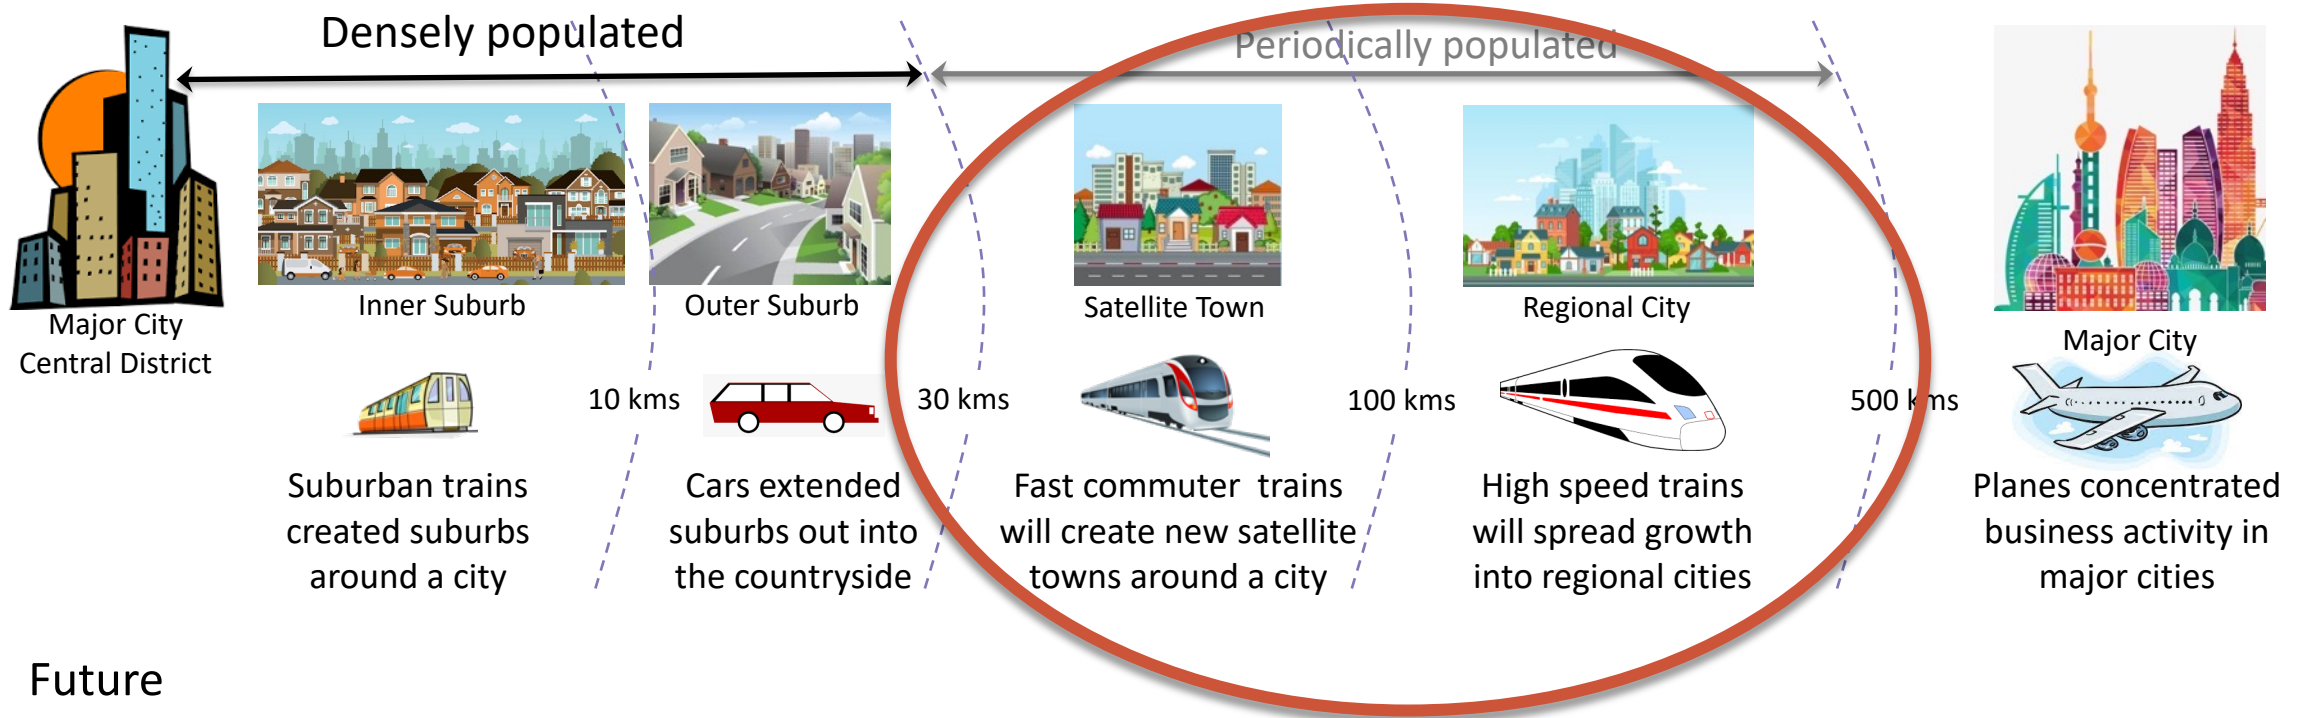 Densely populated
Periodically populated
Major City
Central District
Inner Suburb
Outer Suburb
Satellite Town
Regional City
Major City
10 kms
30 kms
100 kms
500 kms
Suburban trains
created suburbs
around a city
Cars extended
suburbs out into
the countryside
Fast commuter trains
will create new satellite
towns around a city
High speed trains
will spread growth
into regional cities
Planes concentrated
business activity in
major cities
Future